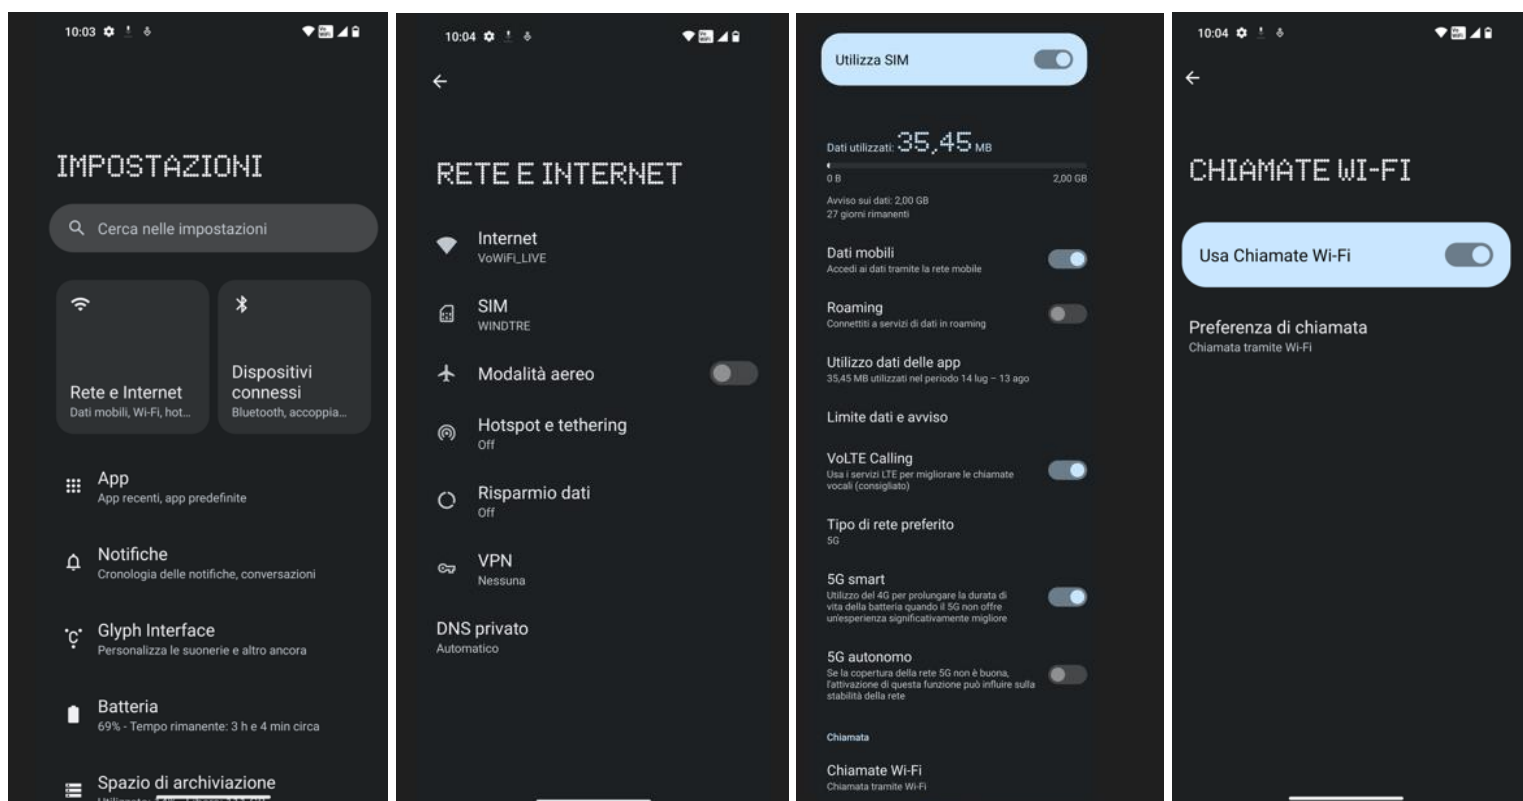 10:03
IMPOSTAZIONI
Cerca nelle impostazioni
Rete e Internet
Dati mobili, Wi-Fi, hot...
Dispositivi
connessi
Bluetooth, accoppia...
App
App recenti, app predefinite
Notifiche
Cronologia delle notifiche, conversazioni
Glyph Interface
Personalizza le suonerie e altro ancora
Batteria
69% - Tempo rimanente: 3 h e 4 min circa
Spazio di archiviazione
10:04
RETE E INTERNET
Internet
VoWiFi_LIVE
SIM
WINDTRE
Modalità aereo
Hotspot e tethering
Off
Risparmio dati
Off
VPN
Nessuna
DNS privato
Automatico
Utilizza SIM
Dati utilizzati: 35,45 MB
0 B 2,00 GB
Avviso sui dati: 2,00 GB
27 giorni rimanenti
Dati mobili
Accedi ai dati tramite la rete mobile
Roaming
Connettiti a servizi di dati in roaming
Utilizzo dati delle app
35,45 MB utilizzati nel periodo 14 lug – 13 ago
Limite dati e avviso
VoLTE Calling
Usa i servizi LTE per migliorare le chiamate
vocali (consigliato)
Tipo di rete preferito
5G
5G smart
Utilizzo del 4G per prolungare la durata di
vita della batteria quando il 5G non offre
un'esperienza significativamente migliore
5G autonomo
Se la copertura della rete 5G non è buona,
l'attivazione di questa funzione può influire sulla
stabilità della rete
Chiamata
Chiamate Wi-Fi
Chiamata tramite Wi-Fi
10:04
CHIAMATE WI-FI
Usa Chiamate Wi-Fi
Preferenza di chiamata
Chiamata tramite Wi-Fi